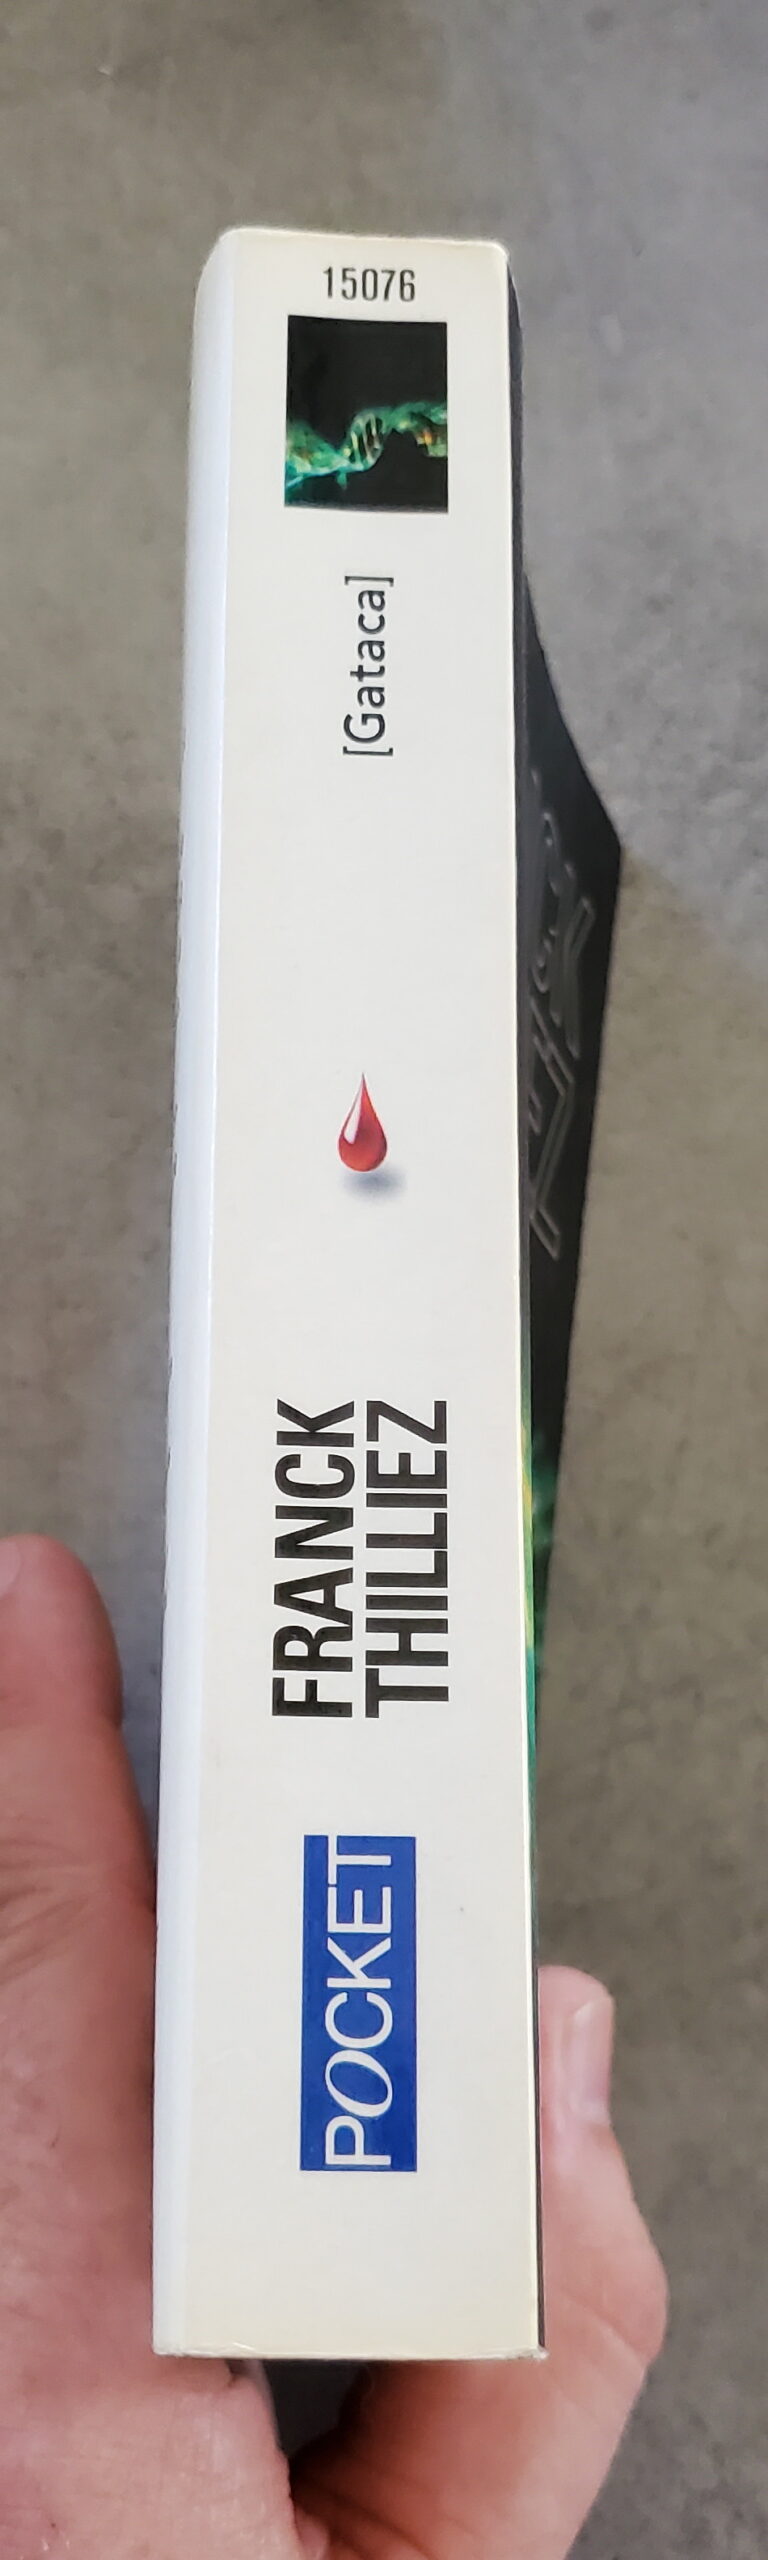 15076
[Gataca]
FRANCK
THILLIEZ
POCKET